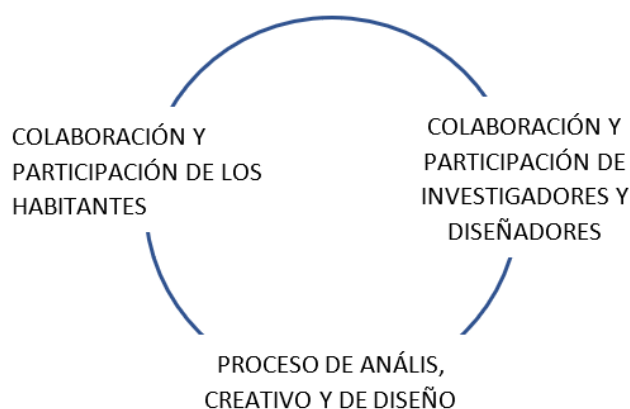 COLABORACIÓN Y
PARTICIPACIÓN DE LOS
HABITANTES
COLABORACIÓN Y
PARTICIPACIÓN DE
INVESTIGADORES Y
DISEÑADORES
PROCESO DE ANÁLIS,
CREATIVO Y DE DISEÑO